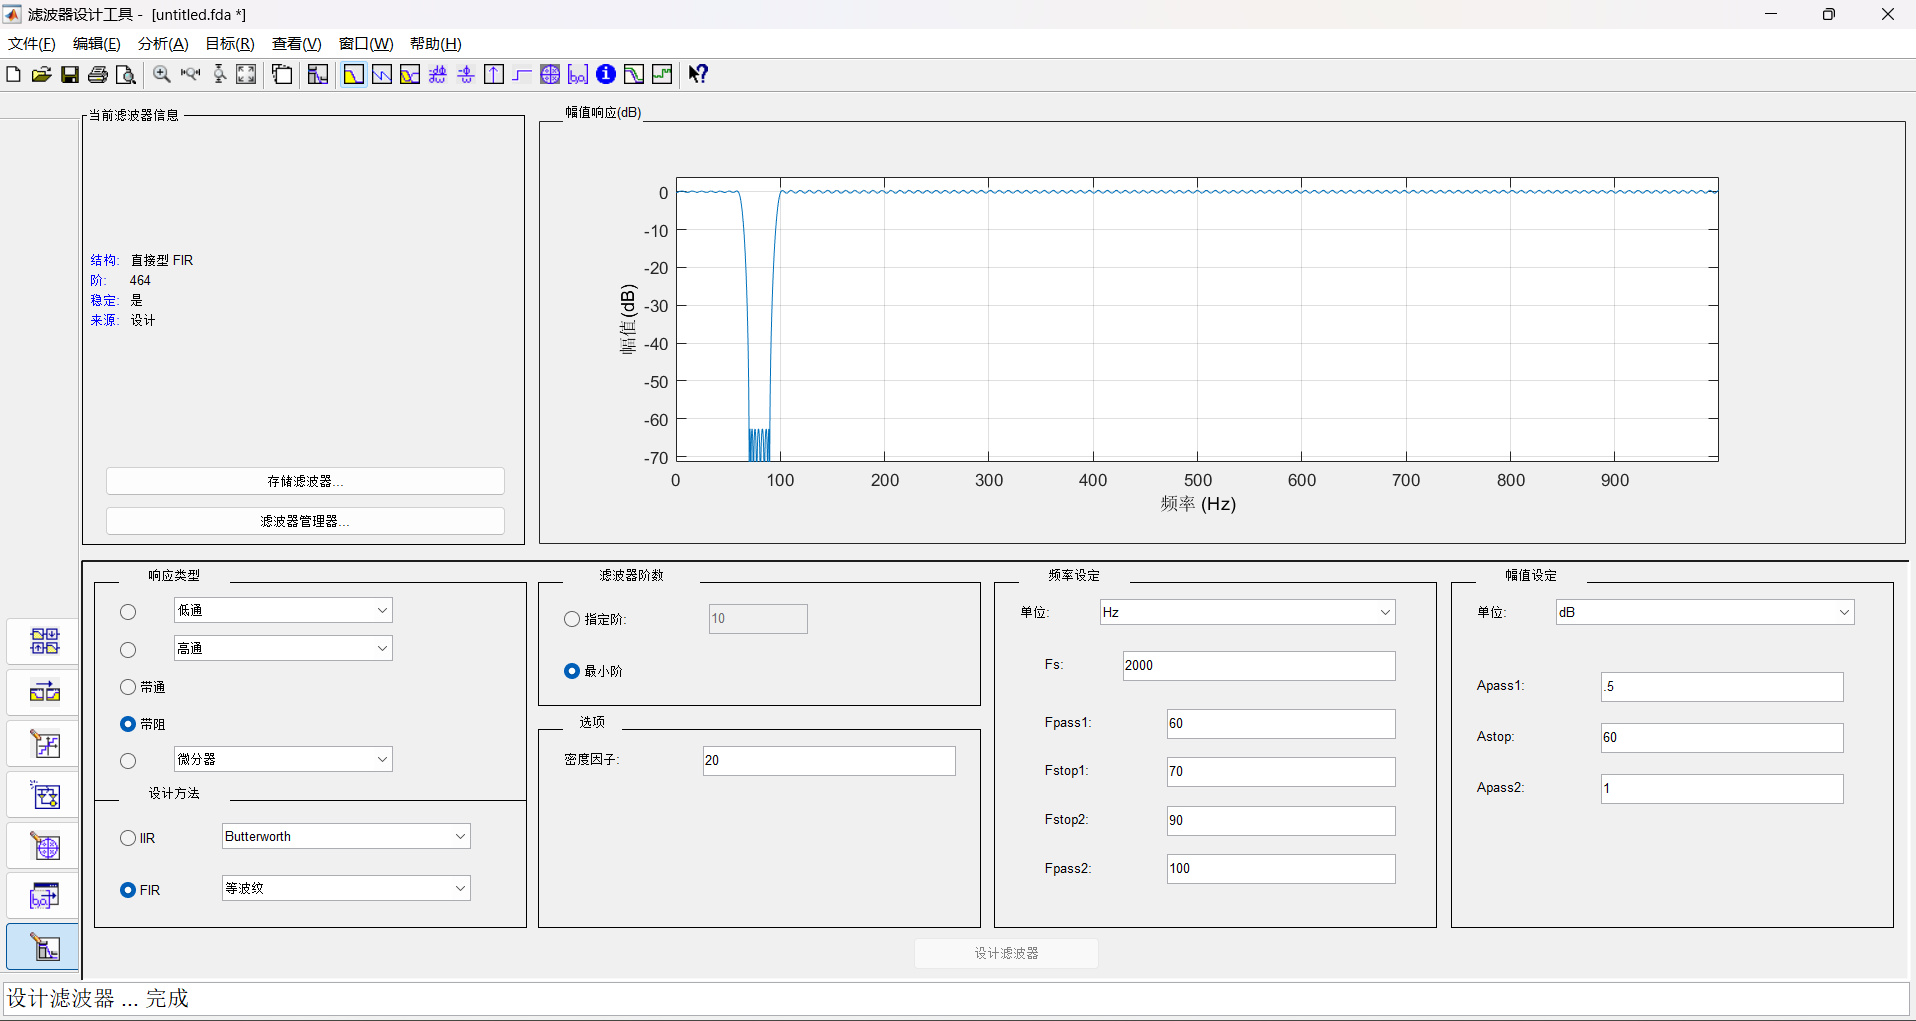 滤波器设计工具 -  [untitled.fda *]
文件(F) 编辑(E) 分析(A) 目标(R) 查看(V) 窗口(W) 帮助(H)
当前滤波器信息
结构: 直接型 FIR
阶: 464
稳定: 是
来源: 设计
存储滤波器...
滤波器管理器...
幅值响应(dB)
0
-10
-20
-30
-40
-50
-60
-70
幅值(dB)
0 100 200 300 400 500 600 700 800 900
频率 (Hz)
响应类型
低通
高通
带通
带阻
微分器
设计方法
IIR Butterworth
FIR 等波纹
滤波器阶数
指定阶: 10
最小阶
选项
密度因子: 20
频率设定
单位: Hz
Fs: 2000
Fpass1: 60
Fstop1: 70
Fstop2: 90
Fpass2: 100
幅值设定
单位: dB
Apass1: .5
Astop: 60
Apass2: 1
设计滤波器
设计滤波器 ... 完成